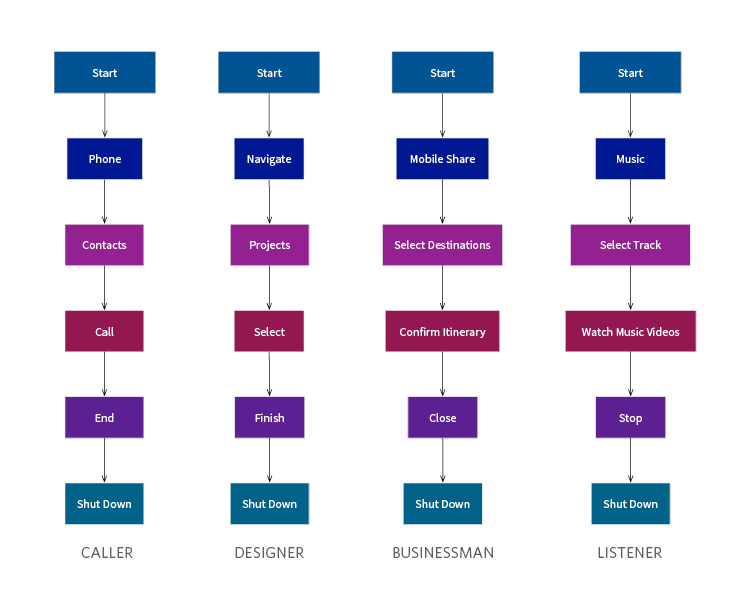 Start
Phone
Contacts
Call
End
Shut Down
CALLER
Start
Navigate
Projects
Select
Finish
Shut Down
DESIGNER
Start
Mobile Share
Select Destinations
Confirm Itinerary
Close
Shut Down
BUSINESSMAN
Start
Music
Select Track
Watch Music Videos
Stop
Shut Down
LISTENER